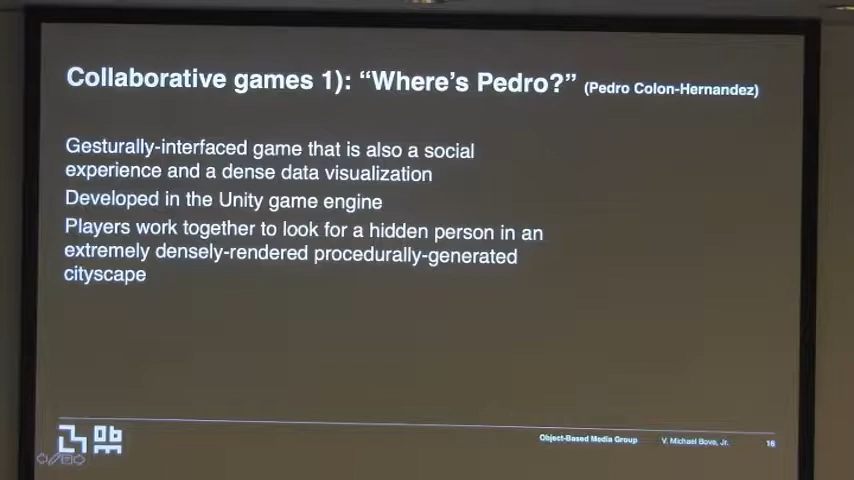 Collaborative games 1): “Where’s Pedro?” (Pedro Colon-Hernandez)
Gesturally-interfaced game that is also a social
experience and a dense data visualization
Developed in the Unity game engine
Players work together to look for a hidden person in an
extremely densely-rendered procedurally-generated
cityscape
Object-Based Media Group V. Michael Bove, Jr. 16